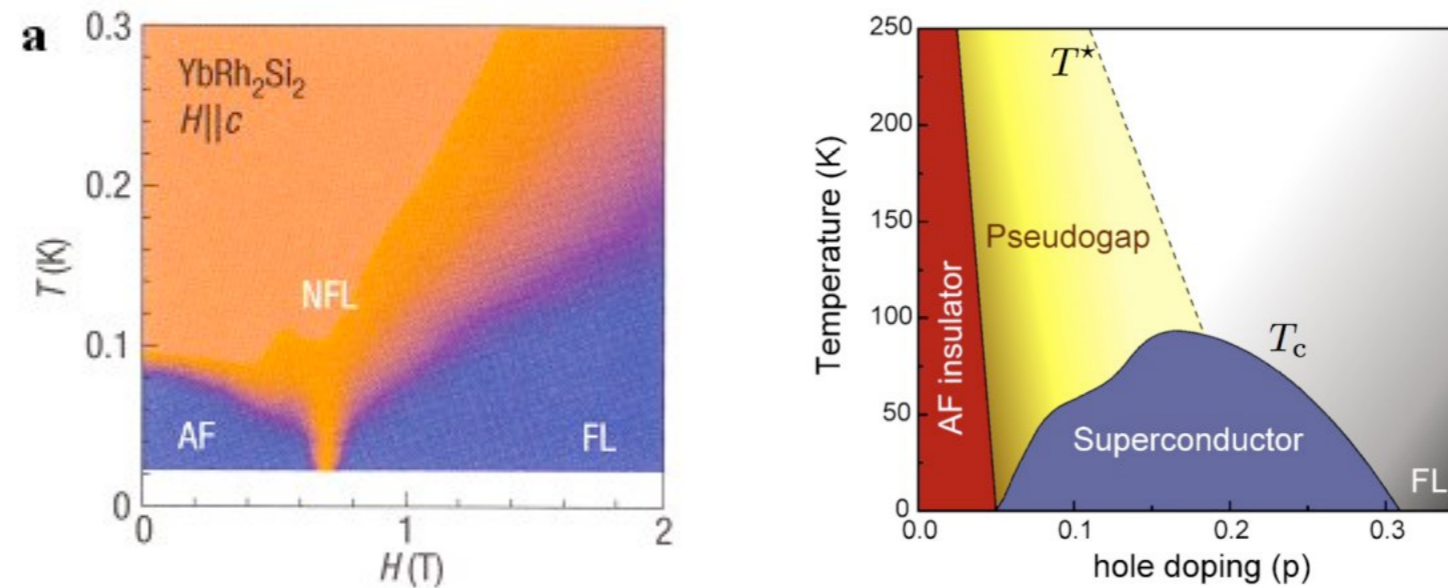 a
YbRh₂Si₂
H||c
0.3
0.2
0.1
0
T(K)
NFL
AF
FL
0
1
2
H(T)
250
200
150
100
50
0
Temperature (K)
T⋆
Pseudogap
AF insulator
Tc
Superconductor
FL
0.0
0.1
0.2
0.3
hole doping (p)